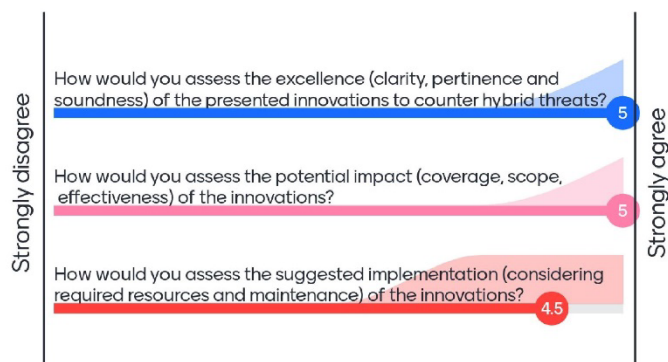 Strongly disagree
How would you assess the excellence (clarity, pertinence and
soundness) of the presented innovations to counter hybrid threats?
5
How would you assess the potential impact (coverage, scope,
effectiveness) of the innovations?
5
How would you assess the suggested implementation (considering
required resources and maintenance) of the innovations?
4.5
Strongly agree